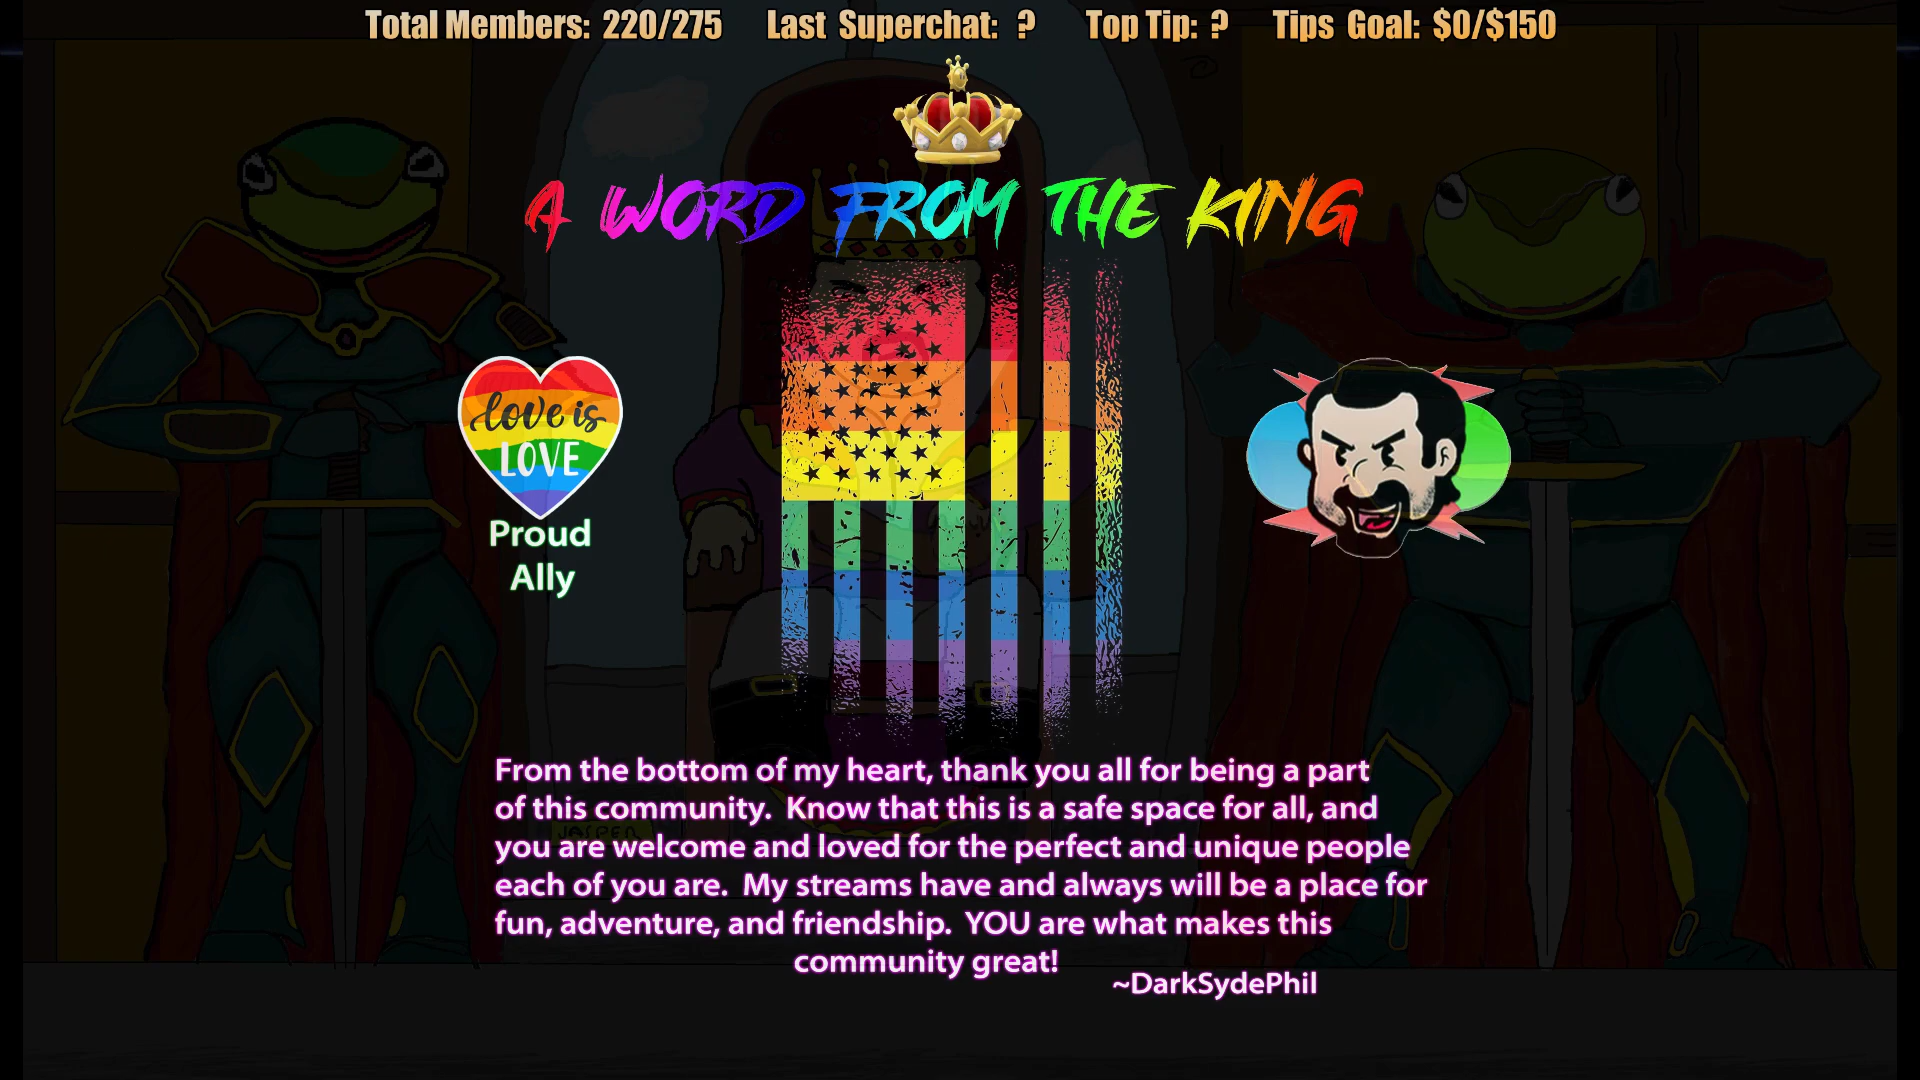 Total Members: 220/275 Last Superchat: ? Top Tip: ? Tips Goal: $0/$150
A WORD FROM THE KING
love is
LOVE
Proud
Ally
From the bottom of my heart, thank you all for being a part
of this community. Know that this is a safe space for all, and
you are welcome and loved for the perfect and unique people
each of you are. My streams have and always will be a place for
fun, adventure, and friendship. YOU are what makes this
community great!
~DarkSydePhil
JASPER